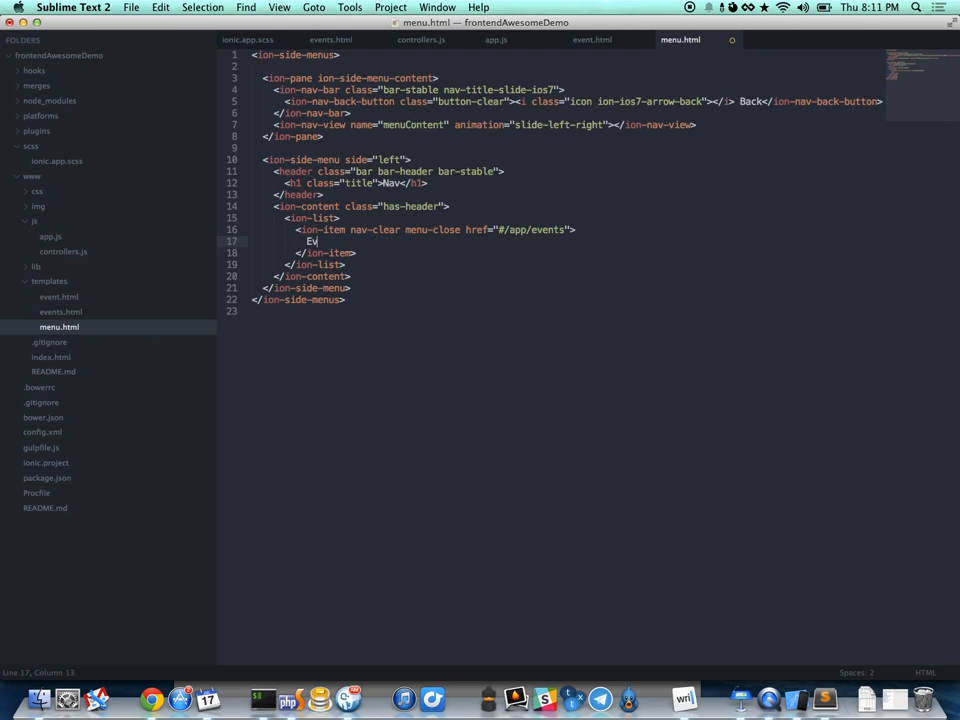 Sublime Text 2 File Edit Selection Find View Goto Tools Project Window Help Thu 8:11 PM
menu.html — frontendAwesomeDemo
FOLDERS
frontendAwesomeDemo
hooks
merges
node_modules
platforms
plugins
scss
ionic.app.scss
www
css
img
js
app.js
controllers.js
lib
templates
event.html
events.html
menu.html
.gitignore
index.html
README.md
.bowerrc
.gitignore
bower.json
config.xml
gulpfile.js
ionic.project
package.json
Procfile
README.md
ionic.app.scss events.html controllers.js app.js event.html menu.html
1 <ion-side-menus>
2
3 <ion-pane ion-side-menu-content>
4 <ion-nav-bar class="bar-stable nav-title-slide-ios7">
5 <ion-nav-back-button class="button-clear"><i class="icon ion-ios7-arrow-back"></i> Back</ion-nav-back-button>
6 </ion-nav-bar>
7 <ion-nav-view name="menuContent" animation="slide-left-right"></ion-nav-view>
8 </ion-pane>
9
10 <ion-side-menu side="left">
11 <header class="bar bar-header bar-stable">
12 <h1 class="title">Nav</h1>
13 </header>
14 <ion-content class="has-header">
15 <ion-list>
16 <ion-item nav-clear menu-close href="#/app/events">
17 Ev
18 </ion-item>
19 </ion-list>
20 </ion-content>
21 </ion-side-menu>
22 </ion-side-menus>
23
Line 17, Column 13 Spaces: 2 HTML
17
php
wri